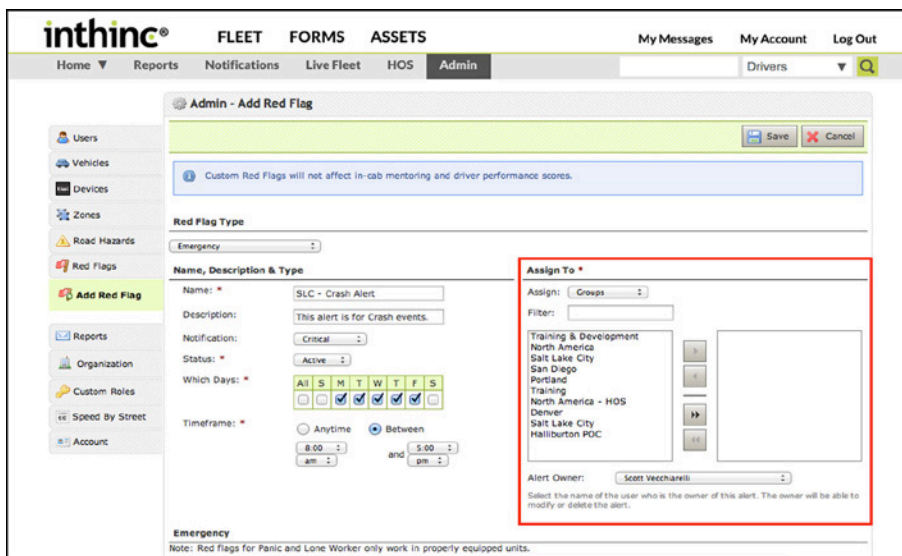 inthinc®
FLEET FORMS ASSETS
My Messages My Account Log Out
Home ▼ Reports Notifications Live Fleet HOS Admin
Drivers ▼
Admin - Add Red Flag
Users
Vehicles
Devices
Zones
Road Hazards
Red Flags
Add Red Flag
Reports
Organization
Custom Roles
Speed By Street
Account
Save Cancel
Custom Red Flags will not affect in-cab mentoring and driver performance scores.
Red Flag Type
Emergency
Name, Description & Type
Name: * SLC - Crash Alert
Description: This alert is for Crash events.
Notification: Critical
Status: * Active
Which Days: * All S M T W T F S
Timeframe: * Anytime Between
8:00 am and 5:00 pm
Assign To *
Assign: Groups
Filter:
Training & Development
North America
Salt Lake City
San Diego
Portland
Training
North America - HOS
Denver
Salt Lake City
Halliburton POC
Alert Owner: Scott Vecchiarelli
Select the name of the user who is the owner of this alert. The owner will be able to
modify or delete the alert.
Emergency
Note: Red flags for Panic and Lone Worker only work in properly equipped units.